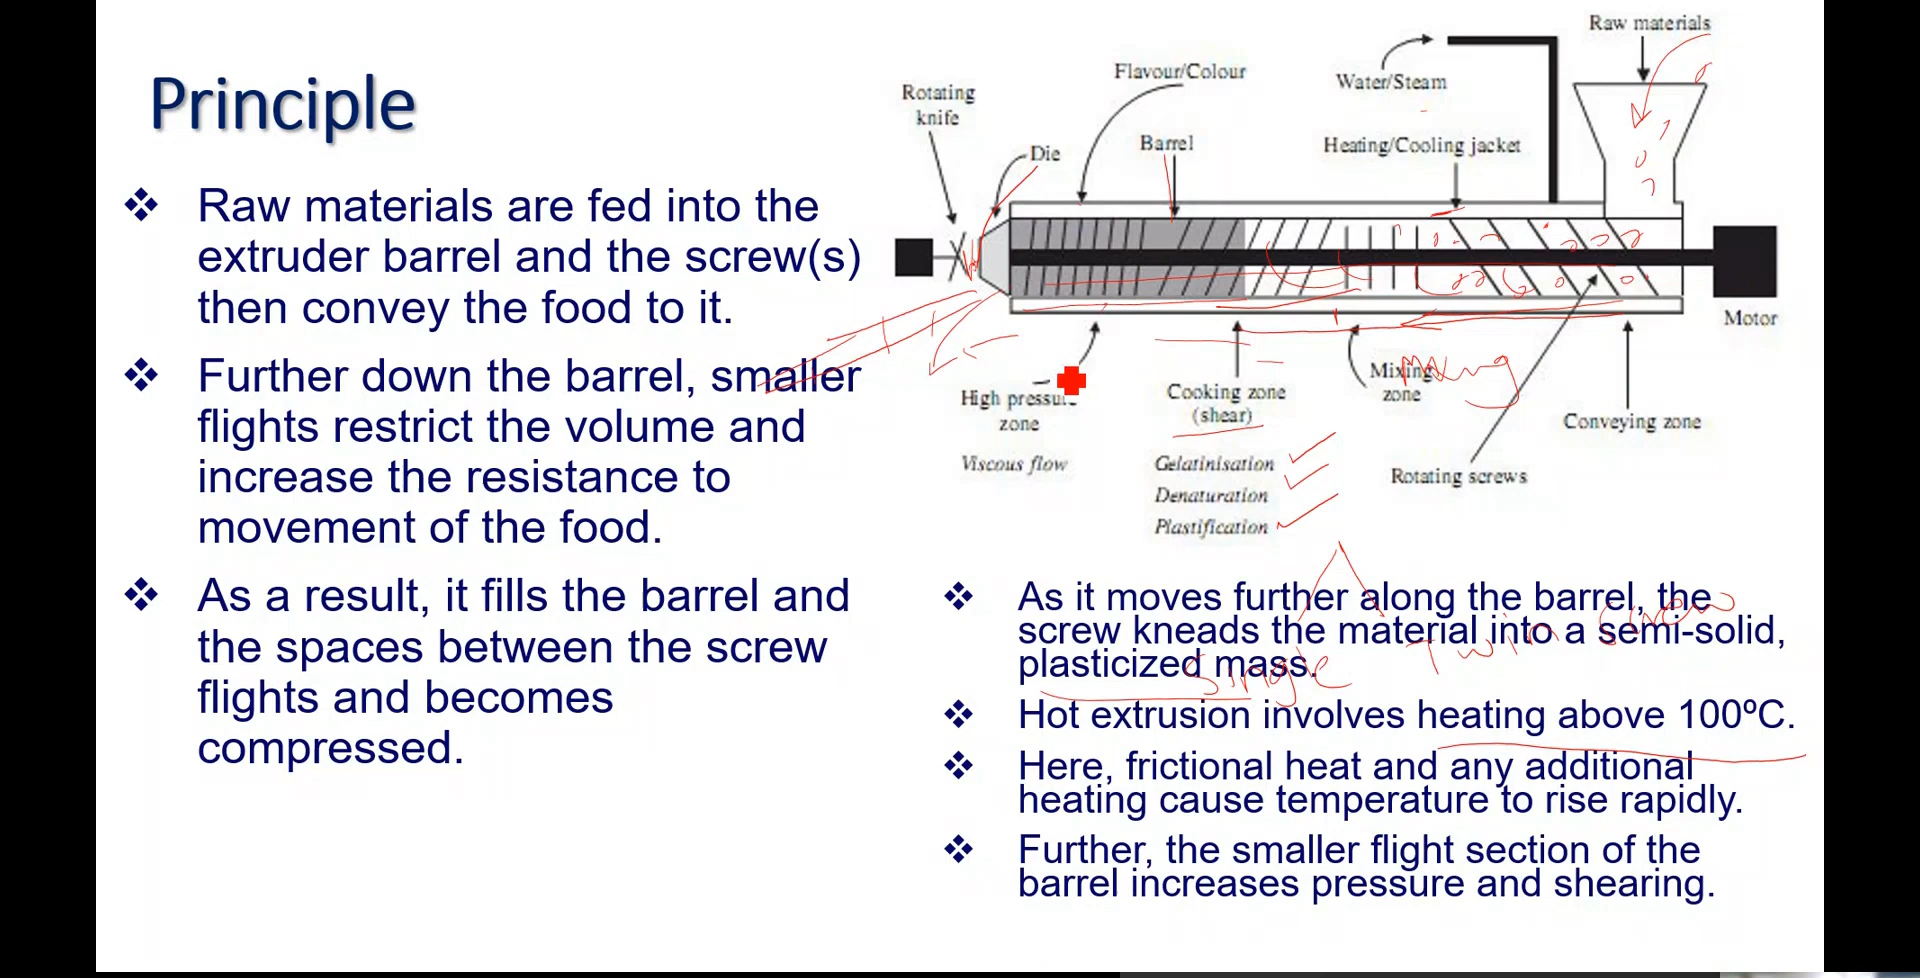 Principle
❖ Raw materials are fed into the
extruder barrel and the screw(s)
then convey the food to it.
❖ Further down the barrel, smaller
flights restrict the volume and
increase the resistance to
movement of the food.
❖ As a result, it fills the barrel and
the spaces between the screw
flights and becomes
compressed.
Raw materials
Flavour/Colour
Water/Steam
Rotating
knife
Die
Barrel
Heating/Cooling jacket
Motor
High pressure
zone
Viscous flow
Cooking zone
(shear)
Gelatinisation
Denaturation
Plastification
Mixing
zone
Mixing
Conveying zone
Rotating screws
❖ As it moves further along the barrel, the
screw kneads the material into a semi-solid,
plasticized mass.
Single Twin screw
❖ Hot extrusion involves heating above 100ºC.
❖ Here, frictional heat and any additional
heating cause temperature to rise rapidly.
❖ Further, the smaller flight section of the
barrel increases pressure and shearing.